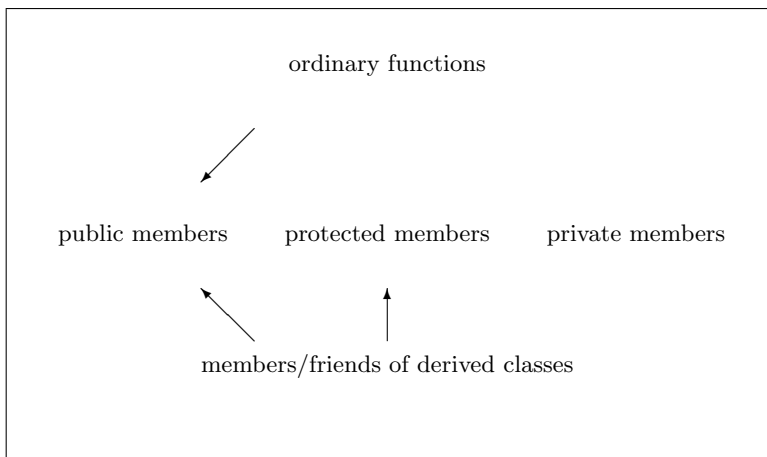 ordinary functions
public members protected members private members
members/friends of derived classes